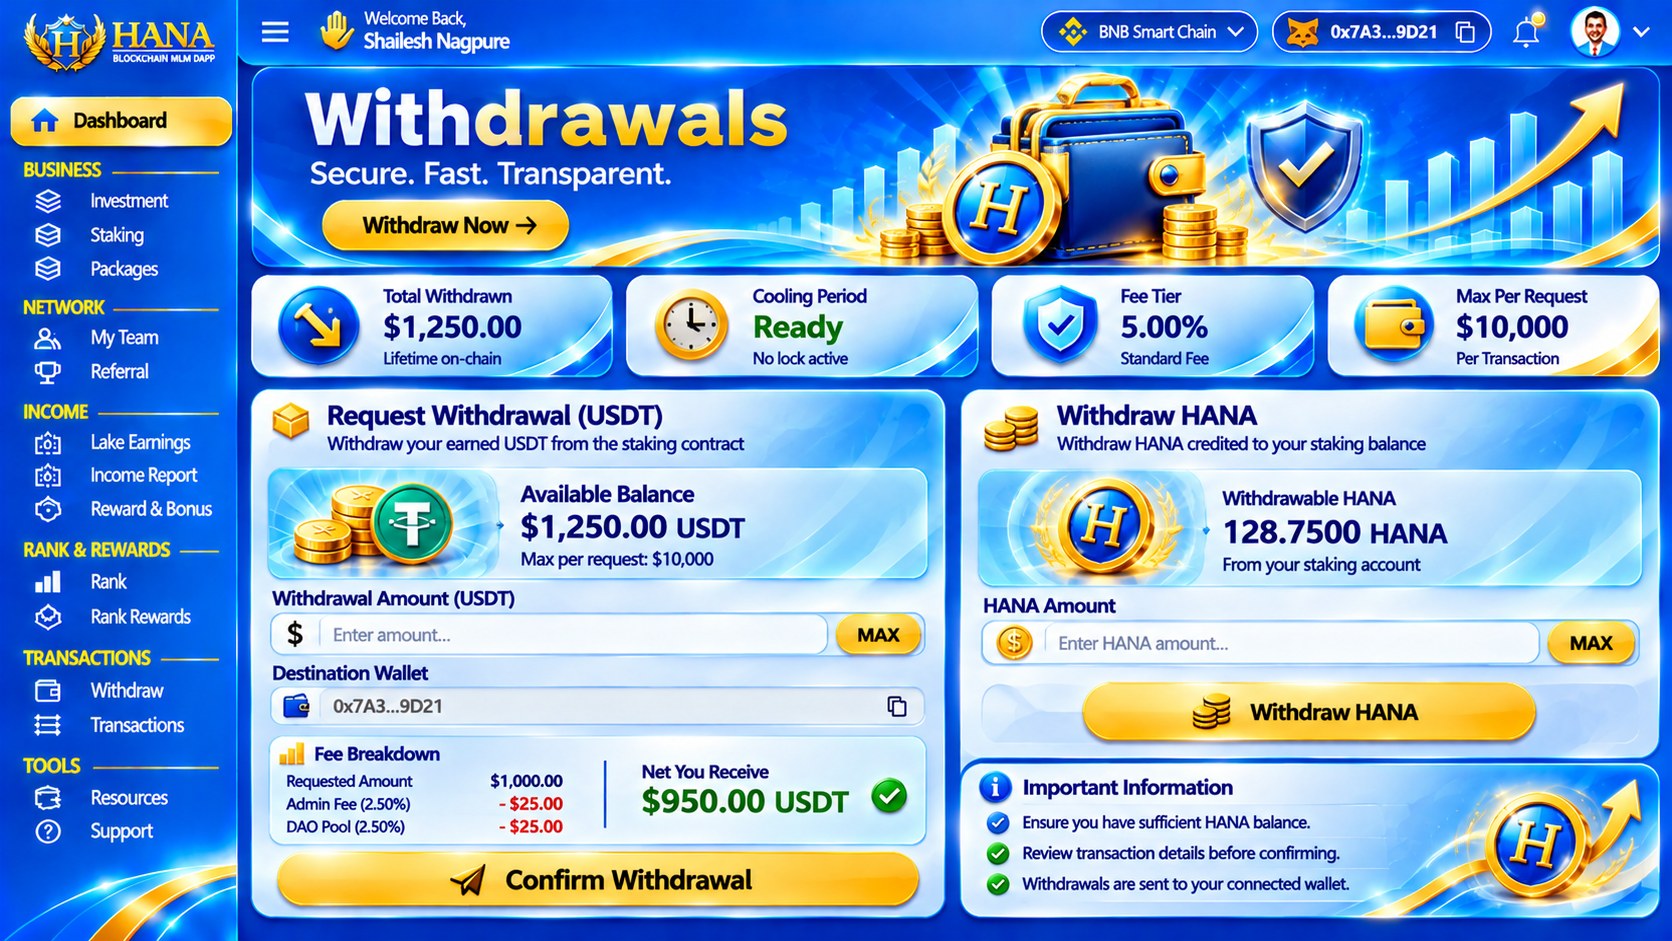 H
HANA
BLOCKCHAIN MLM DAPP
Welcome Back,
Shailesh Nagpure
BNB Smart Chain
0x7A3...9D21
Dashboard
BUSINESS
Investment
Staking
Packages
NETWORK
My Team
Referral
INCOME
Lake Earnings
Income Report
Reward & Bonus
RANK & REWARDS
Rank
Rank Rewards
TRANSACTIONS
Withdraw
Transactions
TOOLS
Resources
Support
Withdrawals
Secure. Fast. Transparent.
Withdraw Now →
H
Total Withdrawn
$1,250.00
Lifetime on-chain
Cooling Period
Ready
No lock active
Fee Tier
5.00%
Standard Fee
Max Per Request
$10,000
Per Transaction
Request Withdrawal (USDT)
Withdraw your earned USDT from the staking contract
Available Balance
$1,250.00 USDT
Max per request: $10,000
Withdrawal Amount (USDT)
$ Enter amount... MAX
Destination Wallet
0x7A3...9D21
Fee Breakdown
Requested Amount $1,000.00
Admin Fee (2.50%) - $25.00
DAO Pool (2.50%) - $25.00
Net You Receive
$950.00 USDT
Confirm Withdrawal
Withdraw HANA
Withdraw HANA credited to your staking balance
H
Withdrawable HANA
128.7500 HANA
From your staking account
HANA Amount
$ Enter HANA amount... MAX
Withdraw HANA
i Important Information
Ensure you have sufficient HANA balance.
Review transaction details before confirming.
Withdrawals are sent to your connected wallet.
H